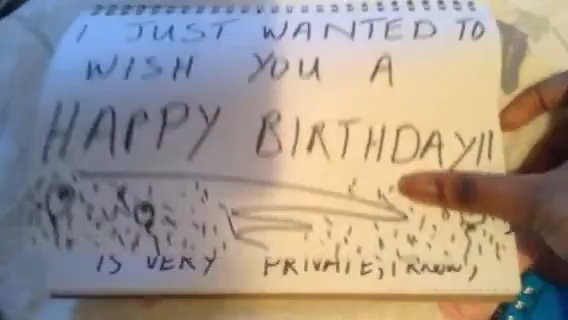 I JUST WANTED TO
WISH YOU A
HAPPY BIRTHDAY!!
IS VERY PRIVATE, I KNOW,